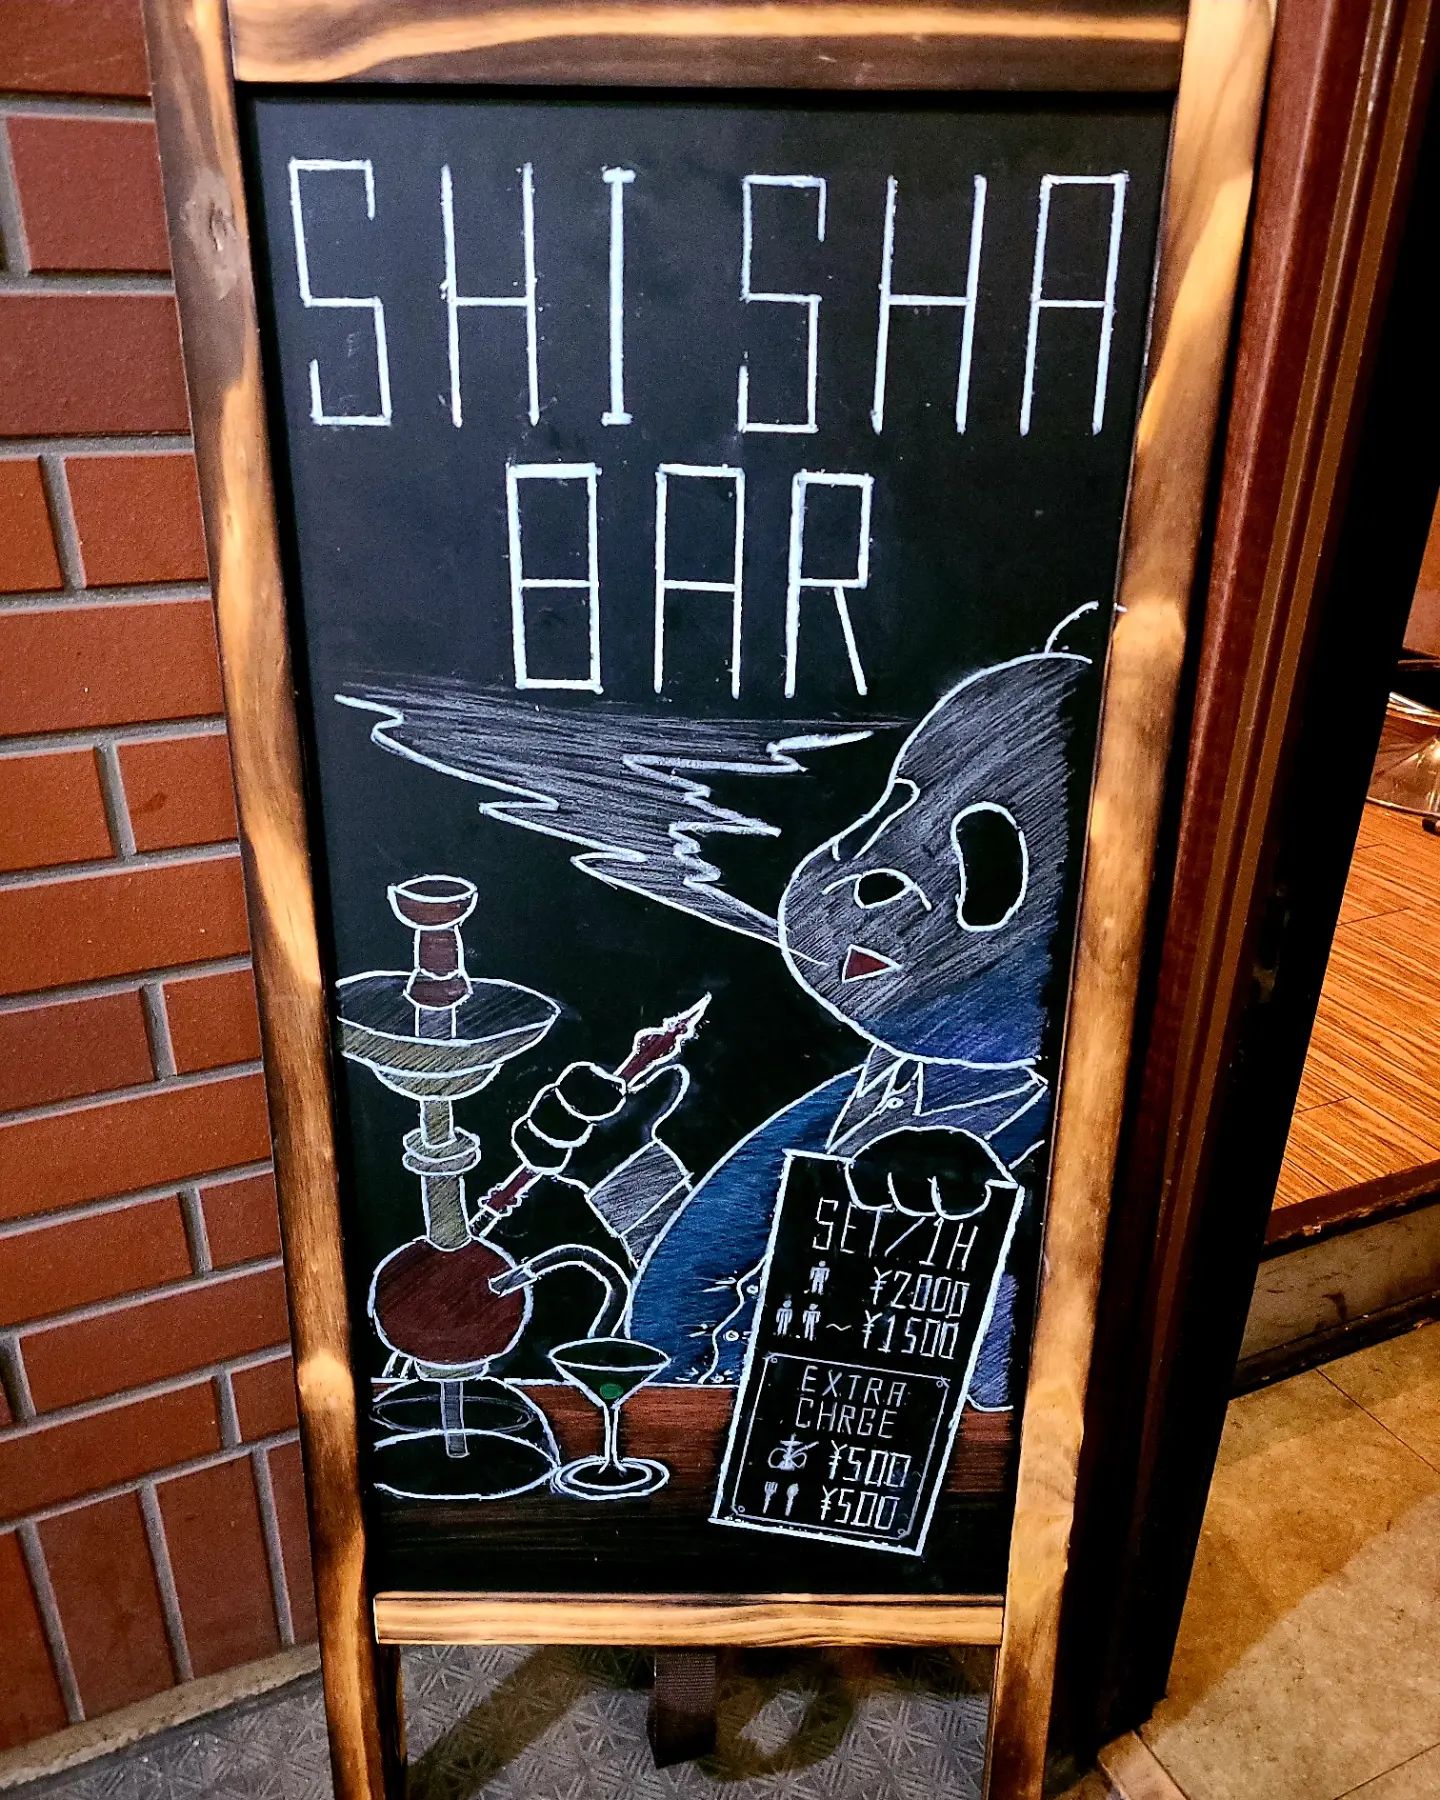 SHISHA
BAR
SET/1H
¥2000
~ ¥1500
EXTRA
CHRGE
¥500
¥500